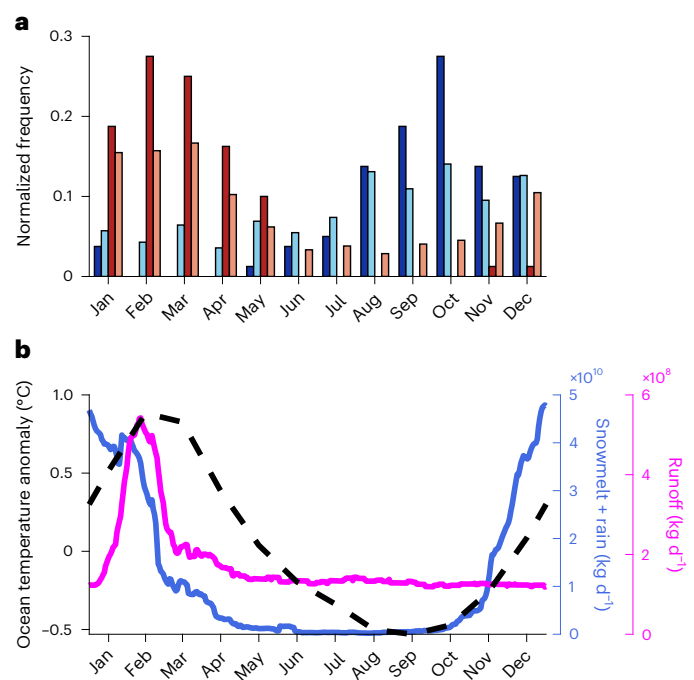 a
Normalized frequency
0.3
0.2
0.1
0
Jan Feb Mar Apr May Jun Jul Aug Sep Oct Nov Dec
b
Ocean temperature anomaly (°C)
1.0
0.5
0
–0.5
Jan Feb Mar Apr May Jun Jul Aug Sep Oct Nov Dec
×10¹⁰
5
4
3
2
1
0
Snowmelt + rain (kg d⁻¹)
×10⁸
6
4
2
0
Runoff (kg d⁻¹)